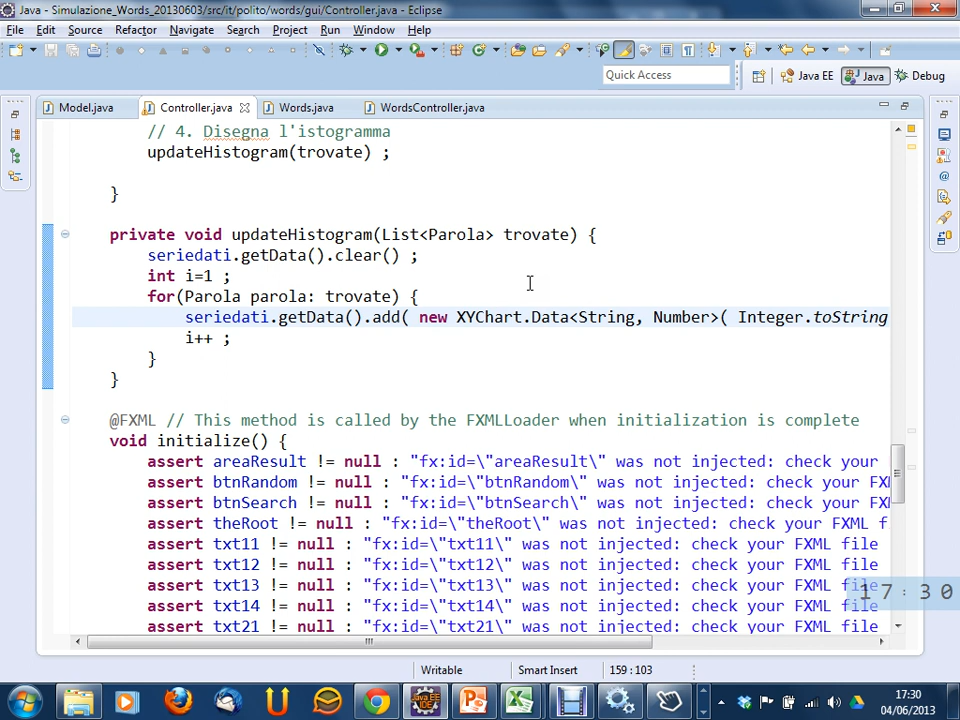 Java - Simulazione_Words_20130603/src/it/polito/words/gui/Controller.java - Eclipse
File Edit Source Refactor Navigate Search Project Run Window Help
Quick Access
Java EE Java Debug
Model.java Controller.java Words.java WordsController.java
// 4. Disegna l'istogramma
updateHistogram(trovate) ;
}
private void updateHistogram(List<Parola> trovate) {
seriedati.getData().clear() ;
int i=1 ;
for(Parola parola: trovate) {
seriedati.getData().add( new XYChart.Data<String, Number>( Integer.toString
i++ ;
}
}
@FXML // This method is called by the FXMLLoader when initialization is complete
void initialize() {
assert areaResult != null : "fx:id=\"areaResult\" was not injected: check your
assert btnRandom != null : "fx:id=\"btnRandom\" was not injected: check your FXM
assert btnSearch != null : "fx:id=\"btnSearch\" was not injected: check your FXM
assert theRoot != null : "fx:id=\"theRoot\" was not injected: check your FXML f
assert txt11 != null : "fx:id=\"txt11\" was not injected: check your FXML file
assert txt12 != null : "fx:id=\"txt12\" was not injected: check your FXML file
assert txt13 != null : "fx:id=\"txt13\" was not injected: check your FXML file
assert txt14 != null : "fx:id=\"txt14\" was not injected: check your FXML file
assert txt21 != null : "fx:id=\"txt21\" was not injected: check your FXML file
17:30
Writable Smart Insert 159 : 103
17:30
04/06/2013